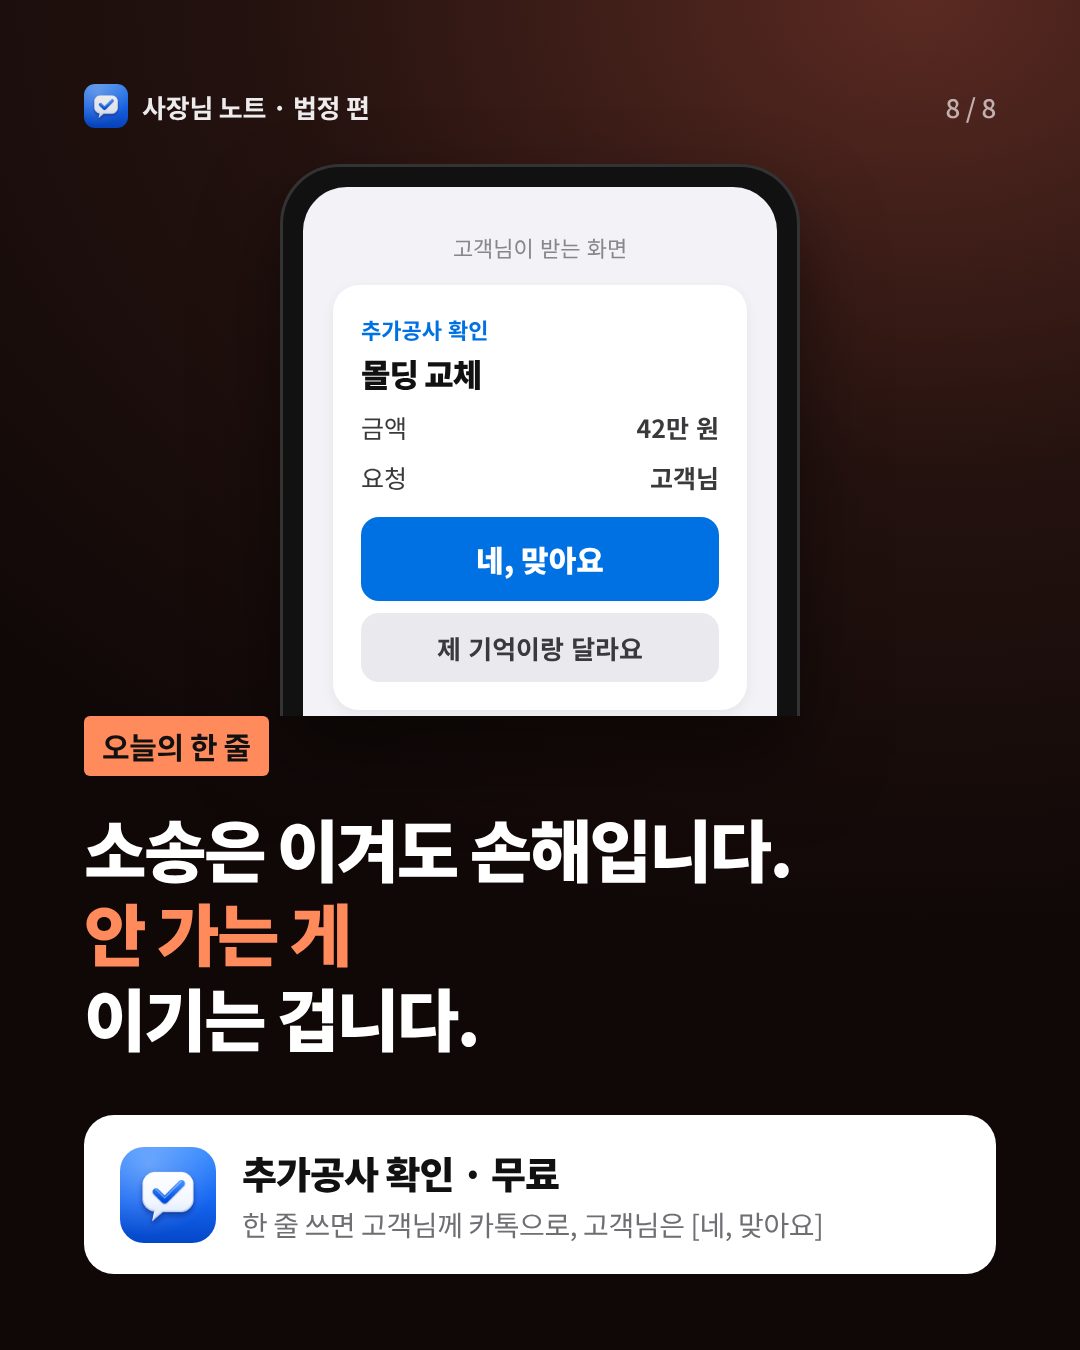 사장님 노트 · 법정 편
8 / 8
고객님이 받는 화면
추가공사 확인
몰딩 교체
금액 42만 원
요청 고객님
네, 맞아요
제 기억이랑 달라요
오늘의 한 줄
소송은 이겨도 손해입니다.
안 가는 게
이기는 겁니다.
추가공사 확인 · 무료
한 줄 쓰면 고객님께 카톡으로, 고객님은 [네, 맞아요]